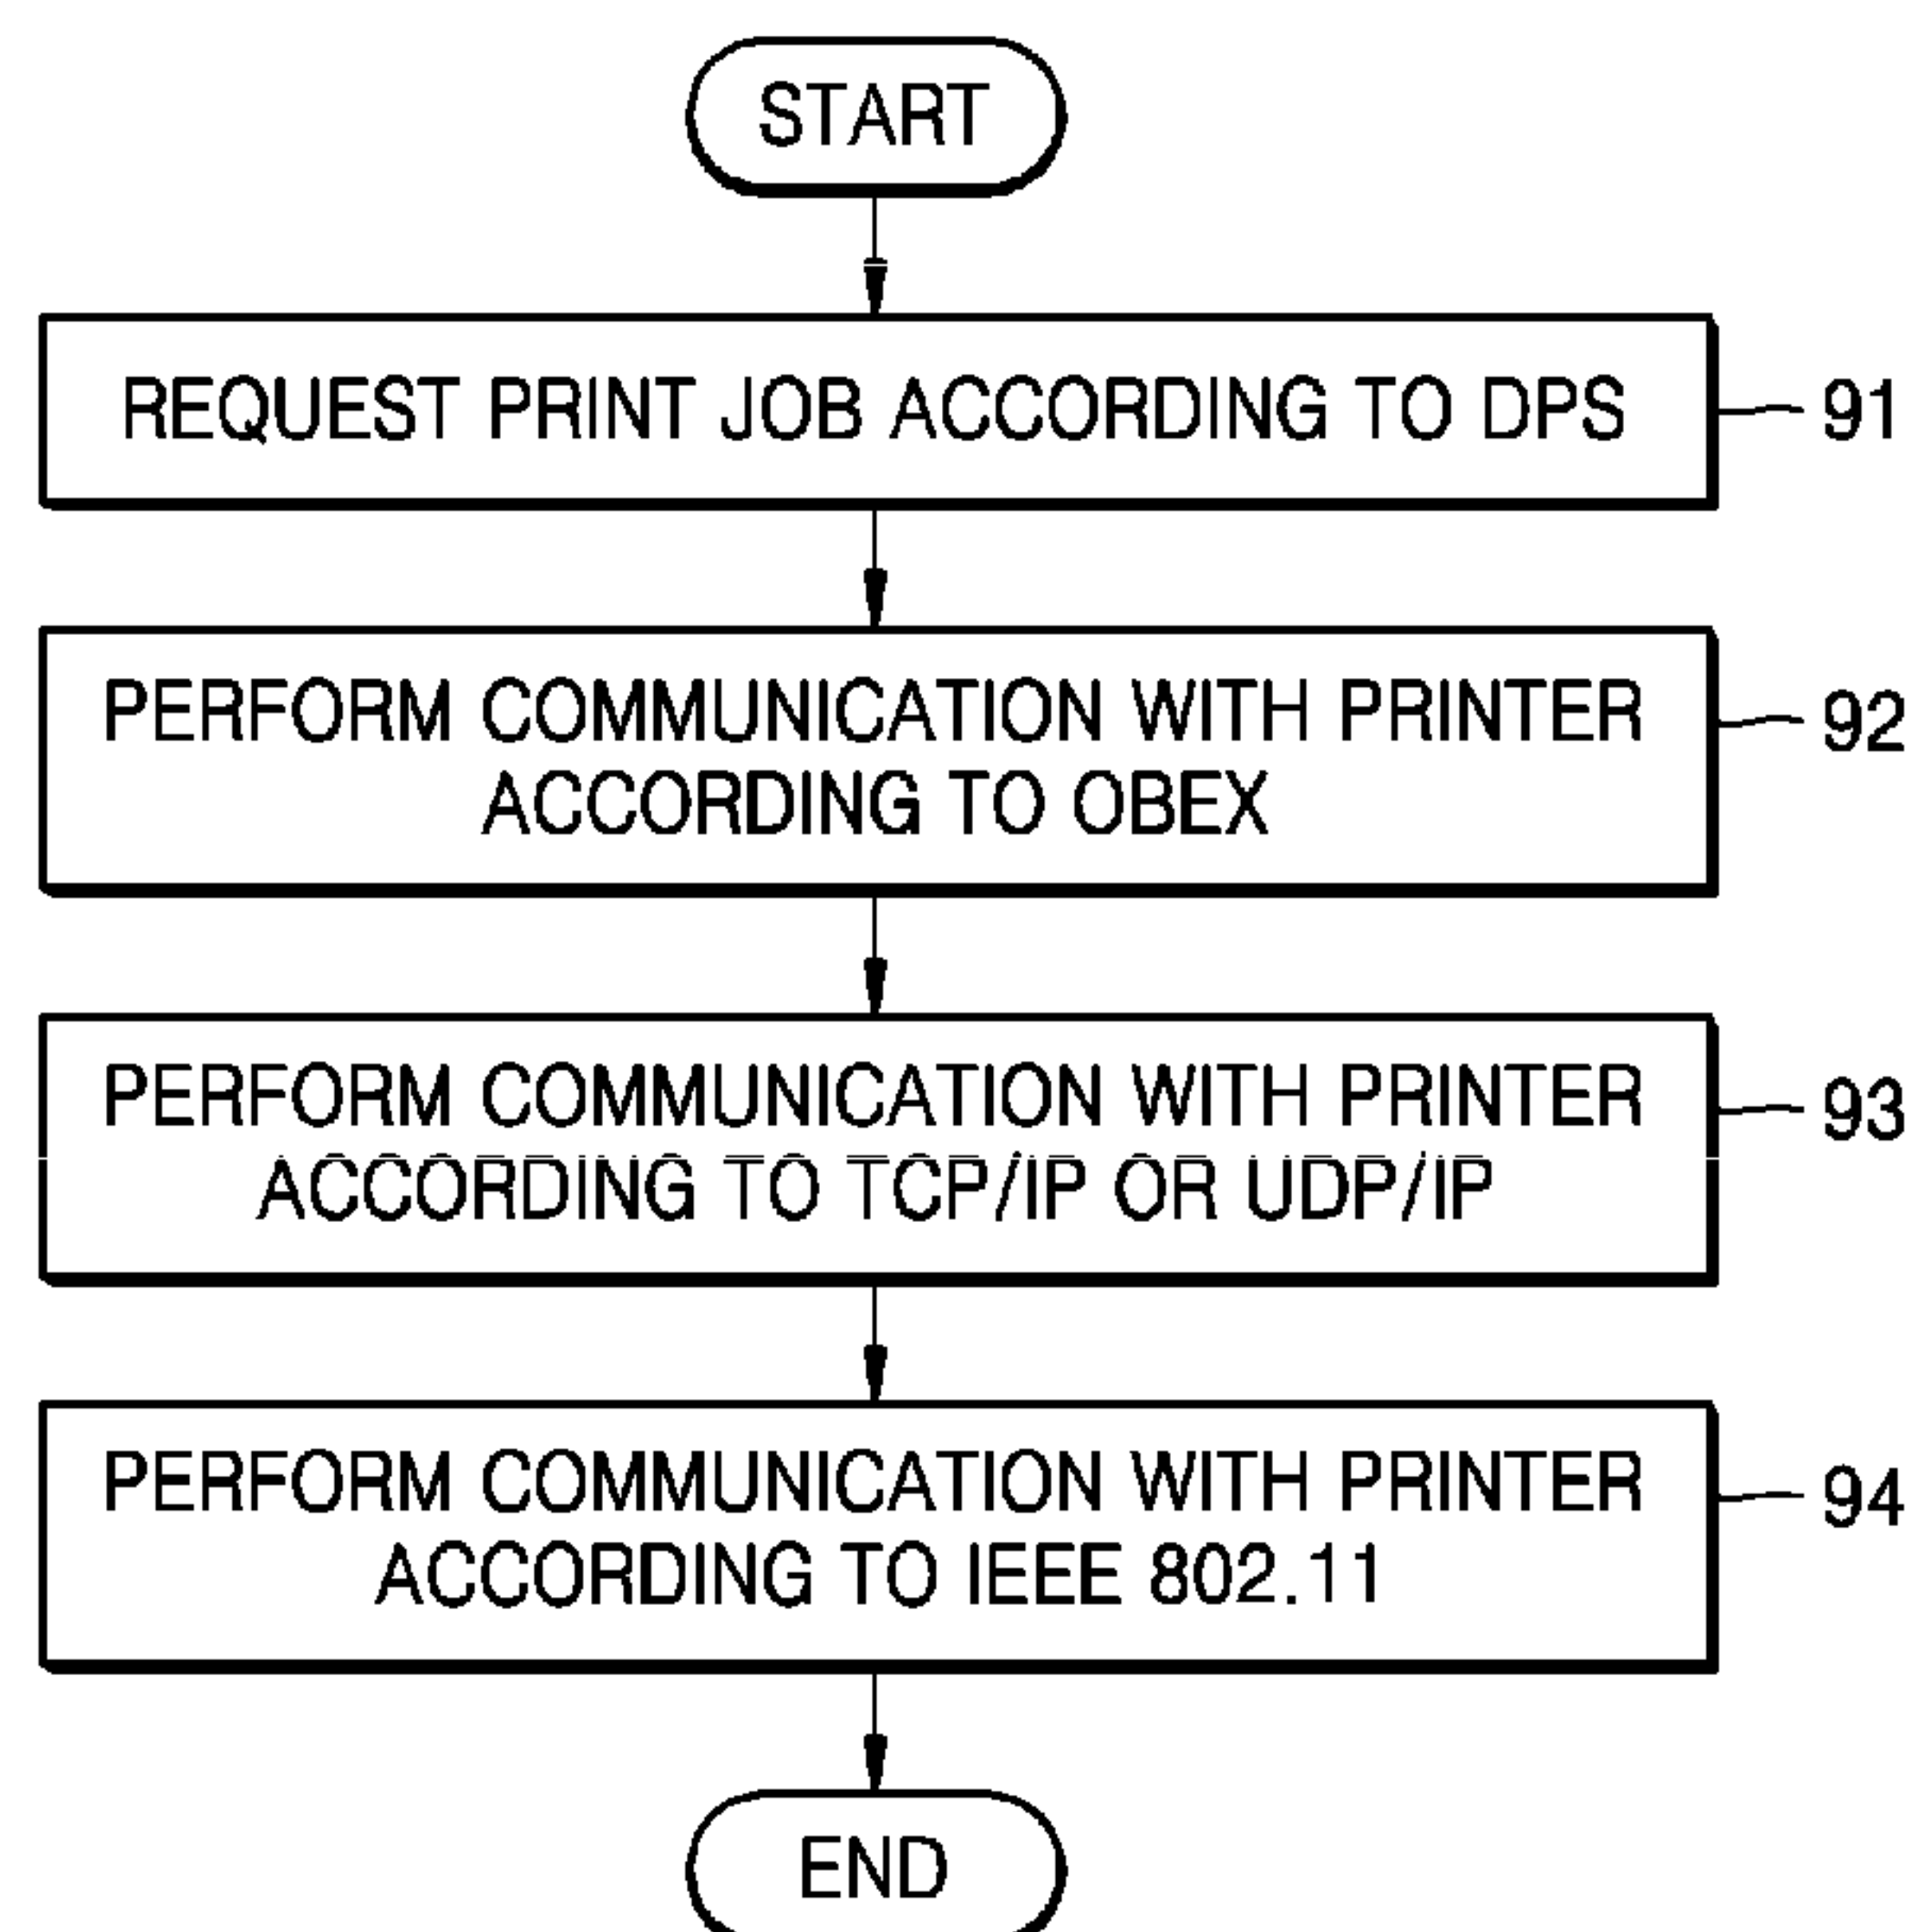 START
REQUEST PRINT JOB ACCORDING TO DPS
91
PERFORM COMMUNICATION WITH PRINTER
ACCORDING TO OBEX
92
PERFORM COMMUNICATION WITH PRINTER
ACCORDING TO TCP/IP OR UDP/IP
93
PERFORM COMMUNICATION WITH PRINTER
ACCORDING TO IEEE 802.11
94
END